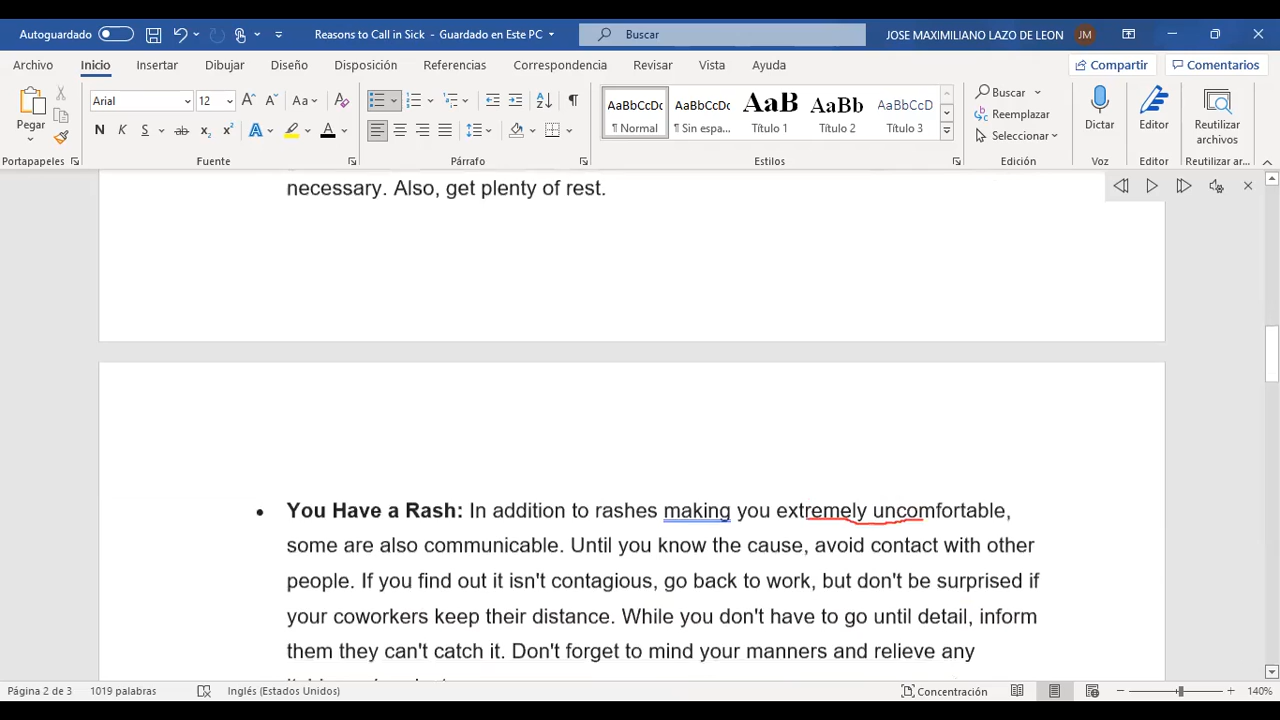 Autoguardado
Reasons to Call in Sick - Guardado en Este PC
Buscar
JOSE MAXIMILIANO LAZO DE LEON
JM
Archivo Inicio Insertar Dibujar Diseño Disposición Referencias Correspondencia Revisar Vista Ayuda
Compartir
Comentarios
Pegar
Arial
12
N K S
AaBbCcDc
¶ Normal
AaBbCcDc
¶ Sin espa...
AaB
Título 1
AaBb
Título 2
AaBbCcD
Título 3
Buscar
Reemplazar
Seleccionar
Dictar
Editor
Reutilizar
archivos
Portapapeles
Fuente
Párrafo
Estilos
Edición
Voz
Editor
Reutilizar ar...
necessary. Also, get plenty of rest.
• You Have a Rash: In addition to rashes making you extremely uncomfortable,
some are also communicable. Until you know the cause, avoid contact with other
people. If you find out it isn't contagious, go back to work, but don't be surprised if
your coworkers keep their distance. While you don't have to go until detail, inform
them they can't catch it. Don't forget to mind your manners and relieve any
Página 2 de 3
1019 palabras
Inglés (Estados Unidos)
Concentración
140%